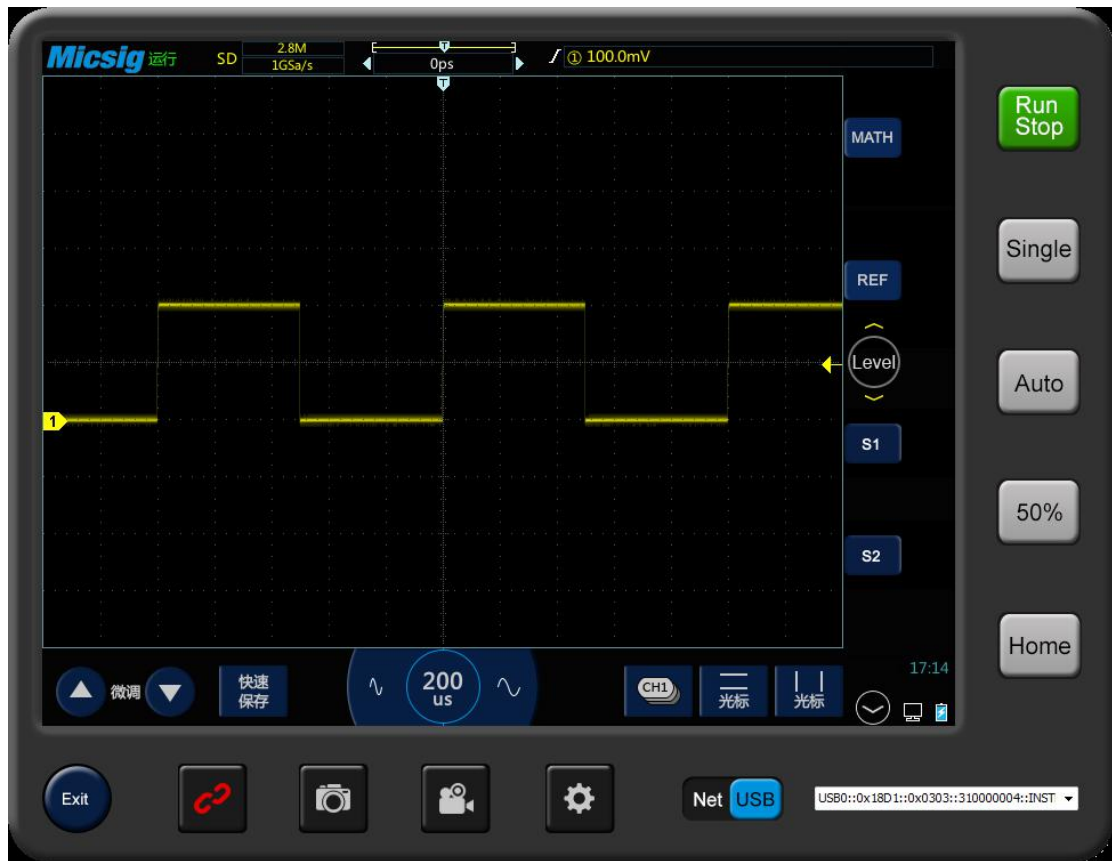 Micsig 运行 SD 2.8M
1GSa/s
T
0ps
① 100.0mV
T
Run
Stop
MATH
Single
REF
Level
Auto
1
S1
50%
S2
Home
17:14
微调
快速
保存
200
us
CH1
光标
光标
Exit
Net USB
USB0::0x18D1::0x0303::310000004::INST